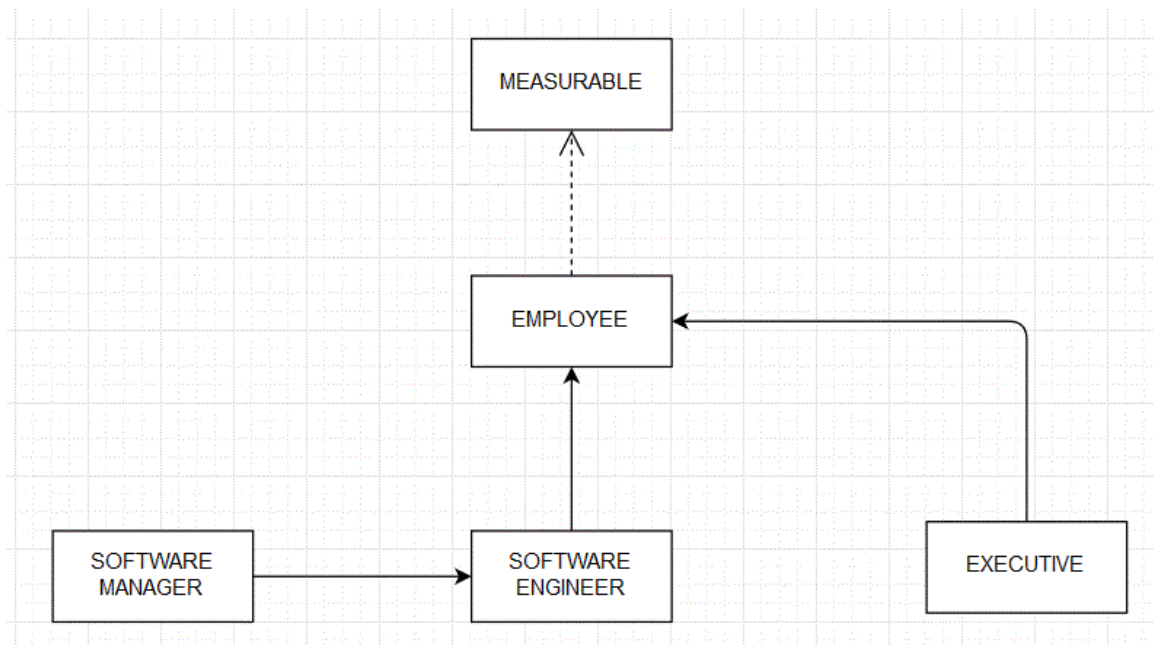 MEASURABLE
EMPLOYEE
SOFTWARE
MANAGER
SOFTWARE
ENGINEER
EXECUTIVE